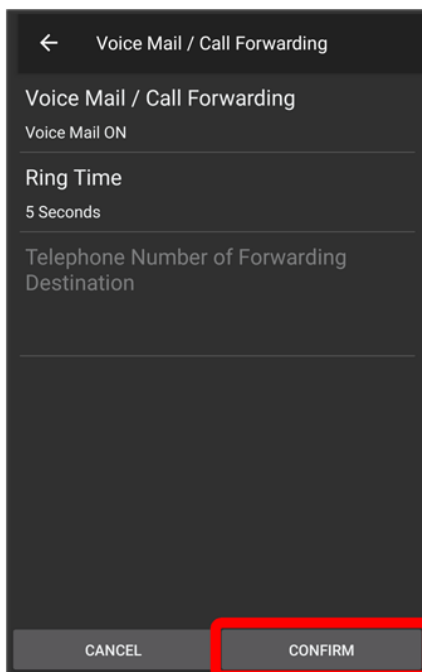 Voice Mail / Call Forwarding
Voice Mail / Call Forwarding
Voice Mail ON
Ring Time
5 Seconds
Telephone Number of Forwarding
Destination
CANCEL
CONFIRM